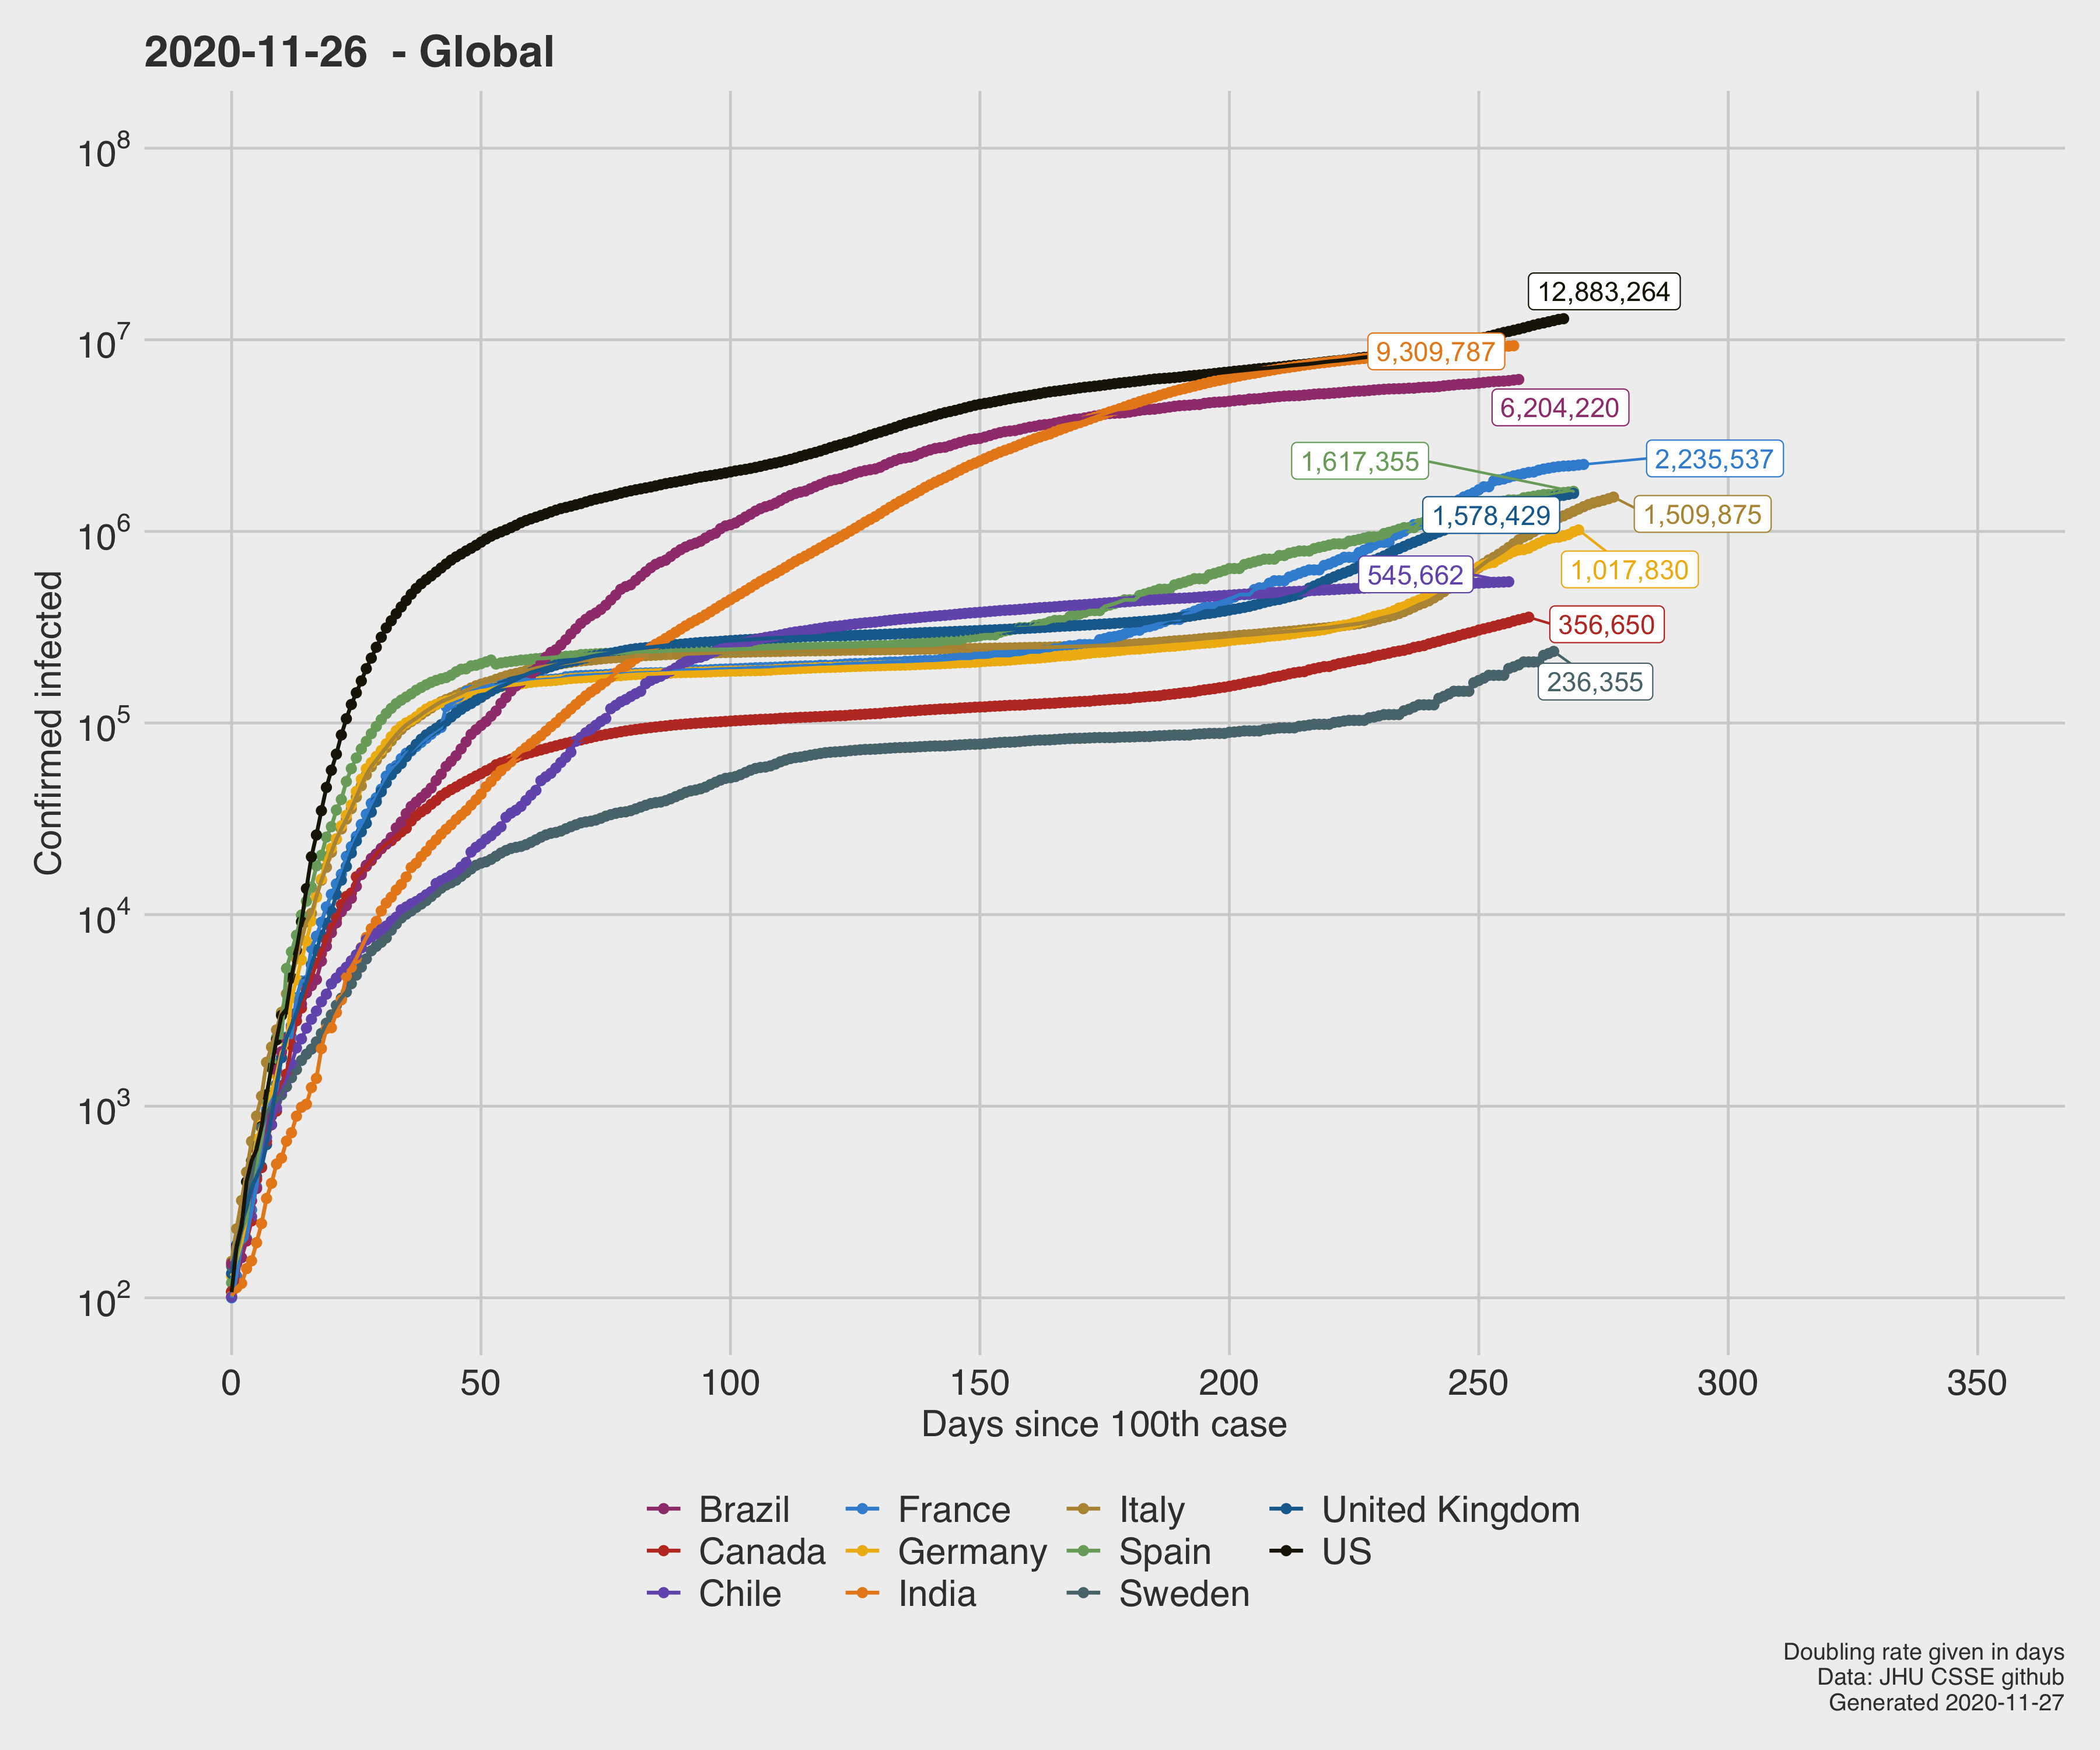 2020-11-26 - Global
Confirmed infected
10^8
10^7
10^6
10^5
10^4
10^3
10^2
12,883,264
9,309,787
6,204,220
1,617,355
2,235,537
1,578,429
1,509,875
545,662
1,017,830
356,650
236,355
0 50 100 150 200 250 300 350
Days since 100th case
Brazil France Italy United Kingdom
Canada Germany Spain US
Chile India Sweden
Doubling rate given in days
Data: JHU CSSE github
Generated 2020-11-27